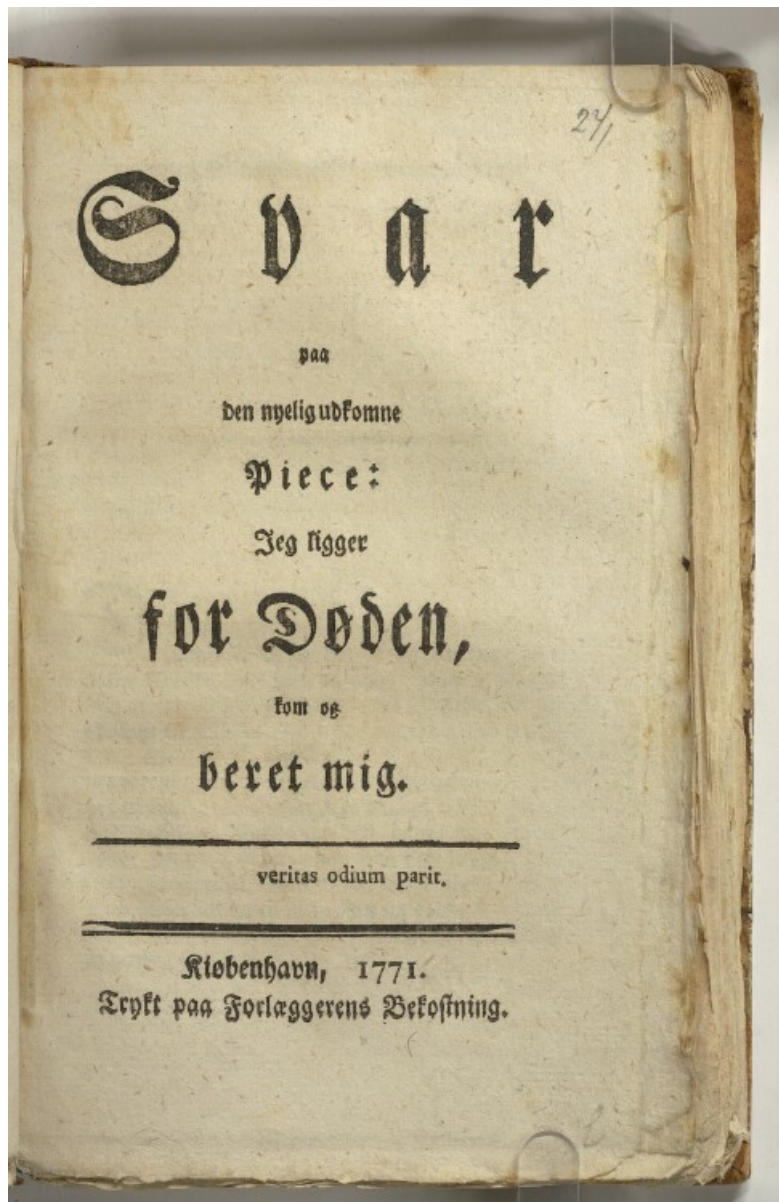 24/1
Svar
paa
den nyelig udkomne
Piece:
Jeg ligger
for Døden,
kom og
beret mig.
veritas odium parit.
Kiøbenhavn, 1771.
Trykt paa Forlæggerens Bekostning.